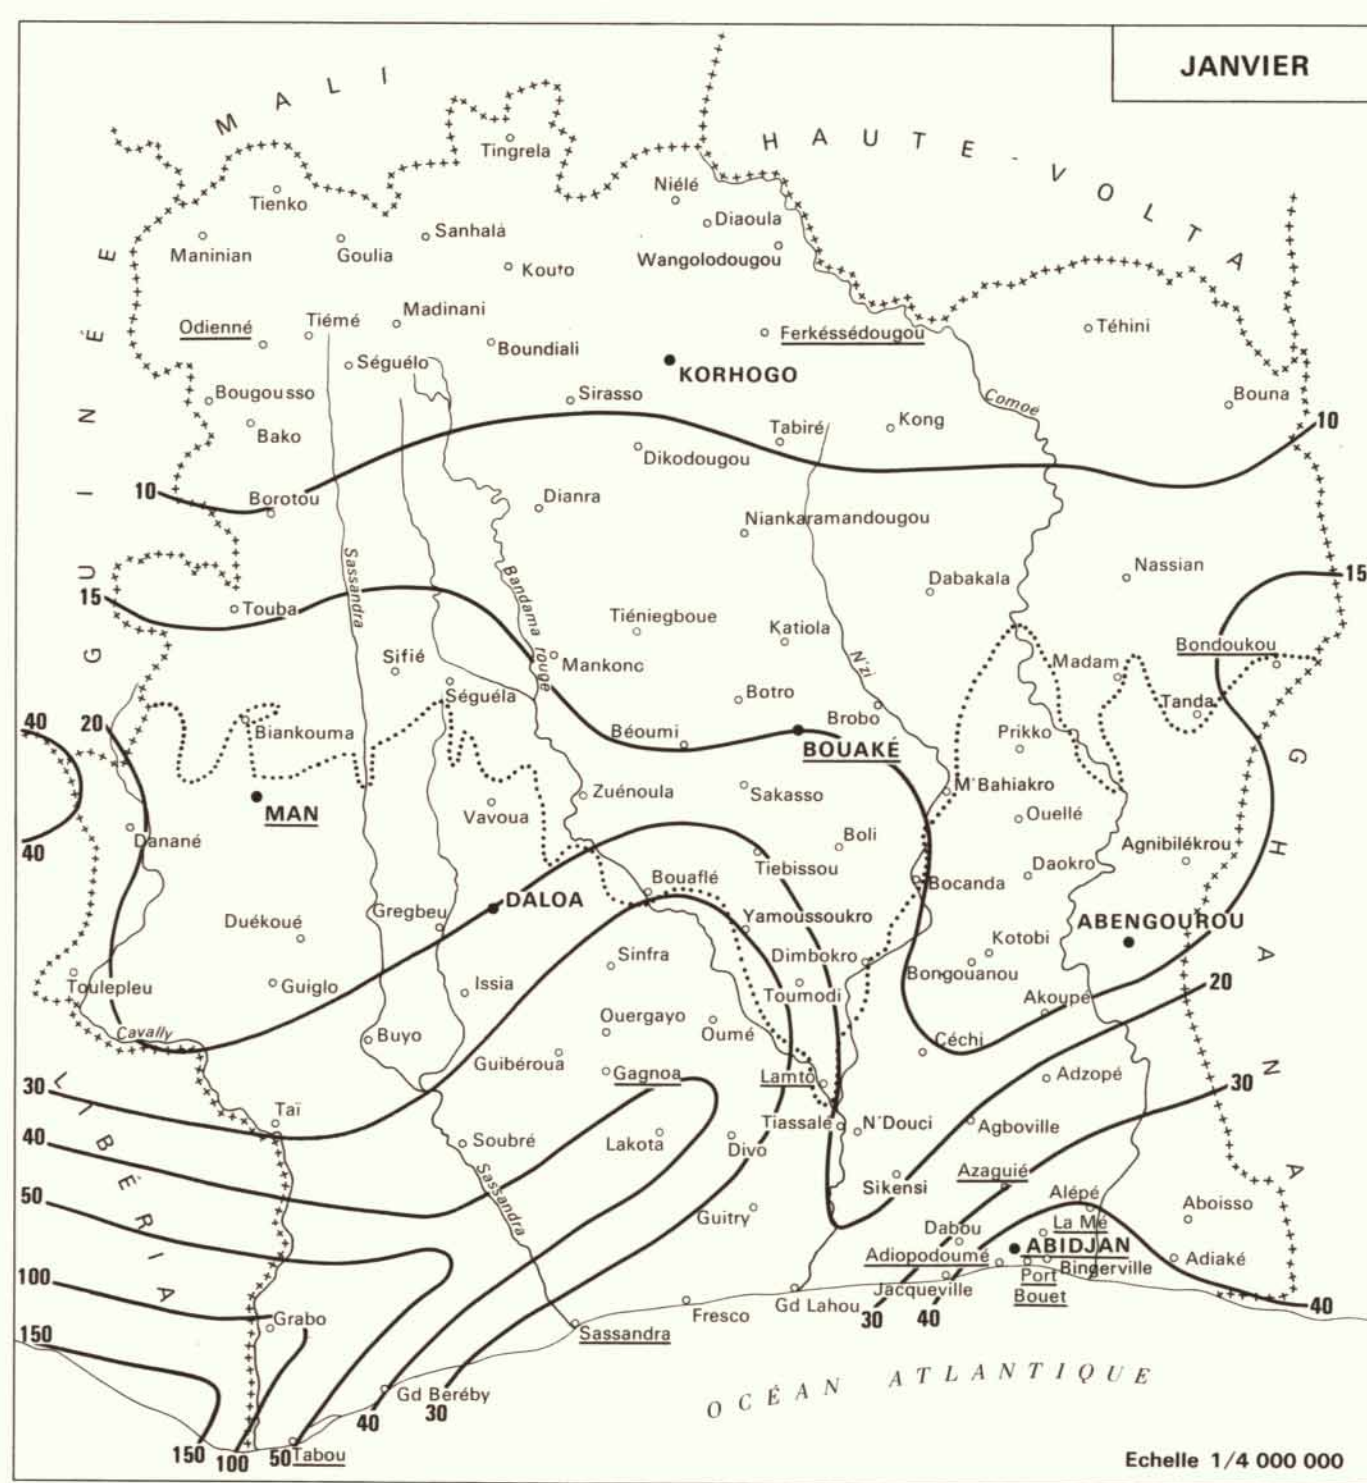 JANVIER
MALI
HAUTE-VOLTA
Tingrela
Tienko
Niélé
Diaoula
Maninian
Goulia
Sanhala
Kouto
Wangolodougou
GUINÉE
Odienné
Tiémé
Madinani
Boundiali
Ferkéssédougou
Téhini
Séguélo
KORHOGO
Bougousso
Sirasso
Comoé
Bouna
Bako
Tabiré
Kong
10
Dikodougou
10
Borotou
Dianra
Niankaramandougou
Sassandra
Bandama rouge
Dabakala
Nassian
15
15
Touba
Tiéniegboue
Katiola
N'zi
Bondoukou
Sifié
Mankono
Madam
Séguéla
Botro
Tanda
40
20
Biankouma
Béoumi
Brobo
Prikko
BOUAKÉ
GHANA
MAN
Zuénoula
Sakasso
M'Bahiakro
Vavoua
Ouellé
Danané
Boli
Agnibilékrou
40
Tiebissou
Daokro
Bouaflé
Bocanda
DALOA
Gregbeu
Yamoussoukro
ABENGOUROU
Duékoué
Kotobi
Sinfra
Dimbokro
Bongouanou
Toulepleu
Guiglo
Issia
Toumodi
20
Akoupé
Cavally
Buyo
Ouergayo
Oumé
Céchi
Guibéroua
Gagnoa
Lamto
Adzopé
30
30
LIBÉRIA
Taï
Tiassalé
N'Douci
Agboville
40
Soubré
Lakota
Divo
Sassandra
Sikensi
Azaguié
50
Guitry
Alépé
Aboisso
Dabou
La Mé
Adiopodoumé
ABIDJAN
Adiaké
100
Jacqueville
Port Bouet
Bingerville
Grabo
Fresco
Gd Lahou
30
40
40
150
Sassandra
OCÉAN ATLANTIQUE
Gd Béréby
40
30
150
100
50
Tabou
Echelle 1/4 000 000